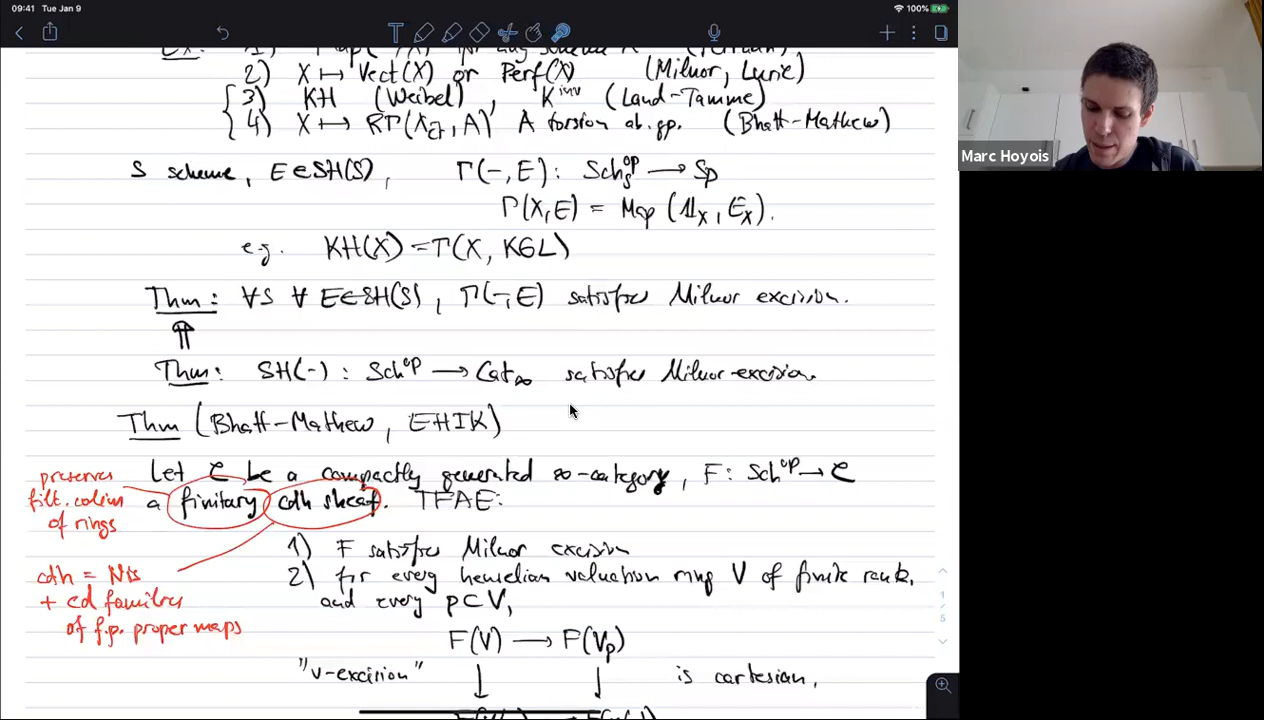 09:41 Tue Jan 9
100%
2) X ↦ Vect(X) or Perf(X) (Milnor, Lurie)
3) KH (Weibel), K^inv (Land-Tamme)
4) X ↦ RΓ(X_ét, A) A torsion ab. gp. (Bhatt-Mathew)
S scheme, E∈SH(S), Γ(-,E): Sch_S^op → Sp
Γ(X,E) = Map(𝟙_X, E_X).
e.g. KH(X) = Γ(X, KGL)
Thm: ∀S ∀ E∈SH(S), Γ(-,E) satisfies Milnor excision.
⇑
Thm: SH(-): Sch^op → Cat_∞ satisfies Milnor excision.
Thm (Bhatt-Mathew, EHIK)
Let C be a compactly generated ∞-category, F: Sch^op → C
a finitary cdh sheaf. TFAE:
preserves
filt. colim
of rings
1) F satisfies Milnor excision
2) for every henselian valuation ring V of finite rank,
and every p⊂V,
cdh = Nis
+ cd families
of f.p. proper maps
F(V) → F(V_p)
"v-excision" ↓ ↓ is cartesian,
Marc Hoyois
1
5